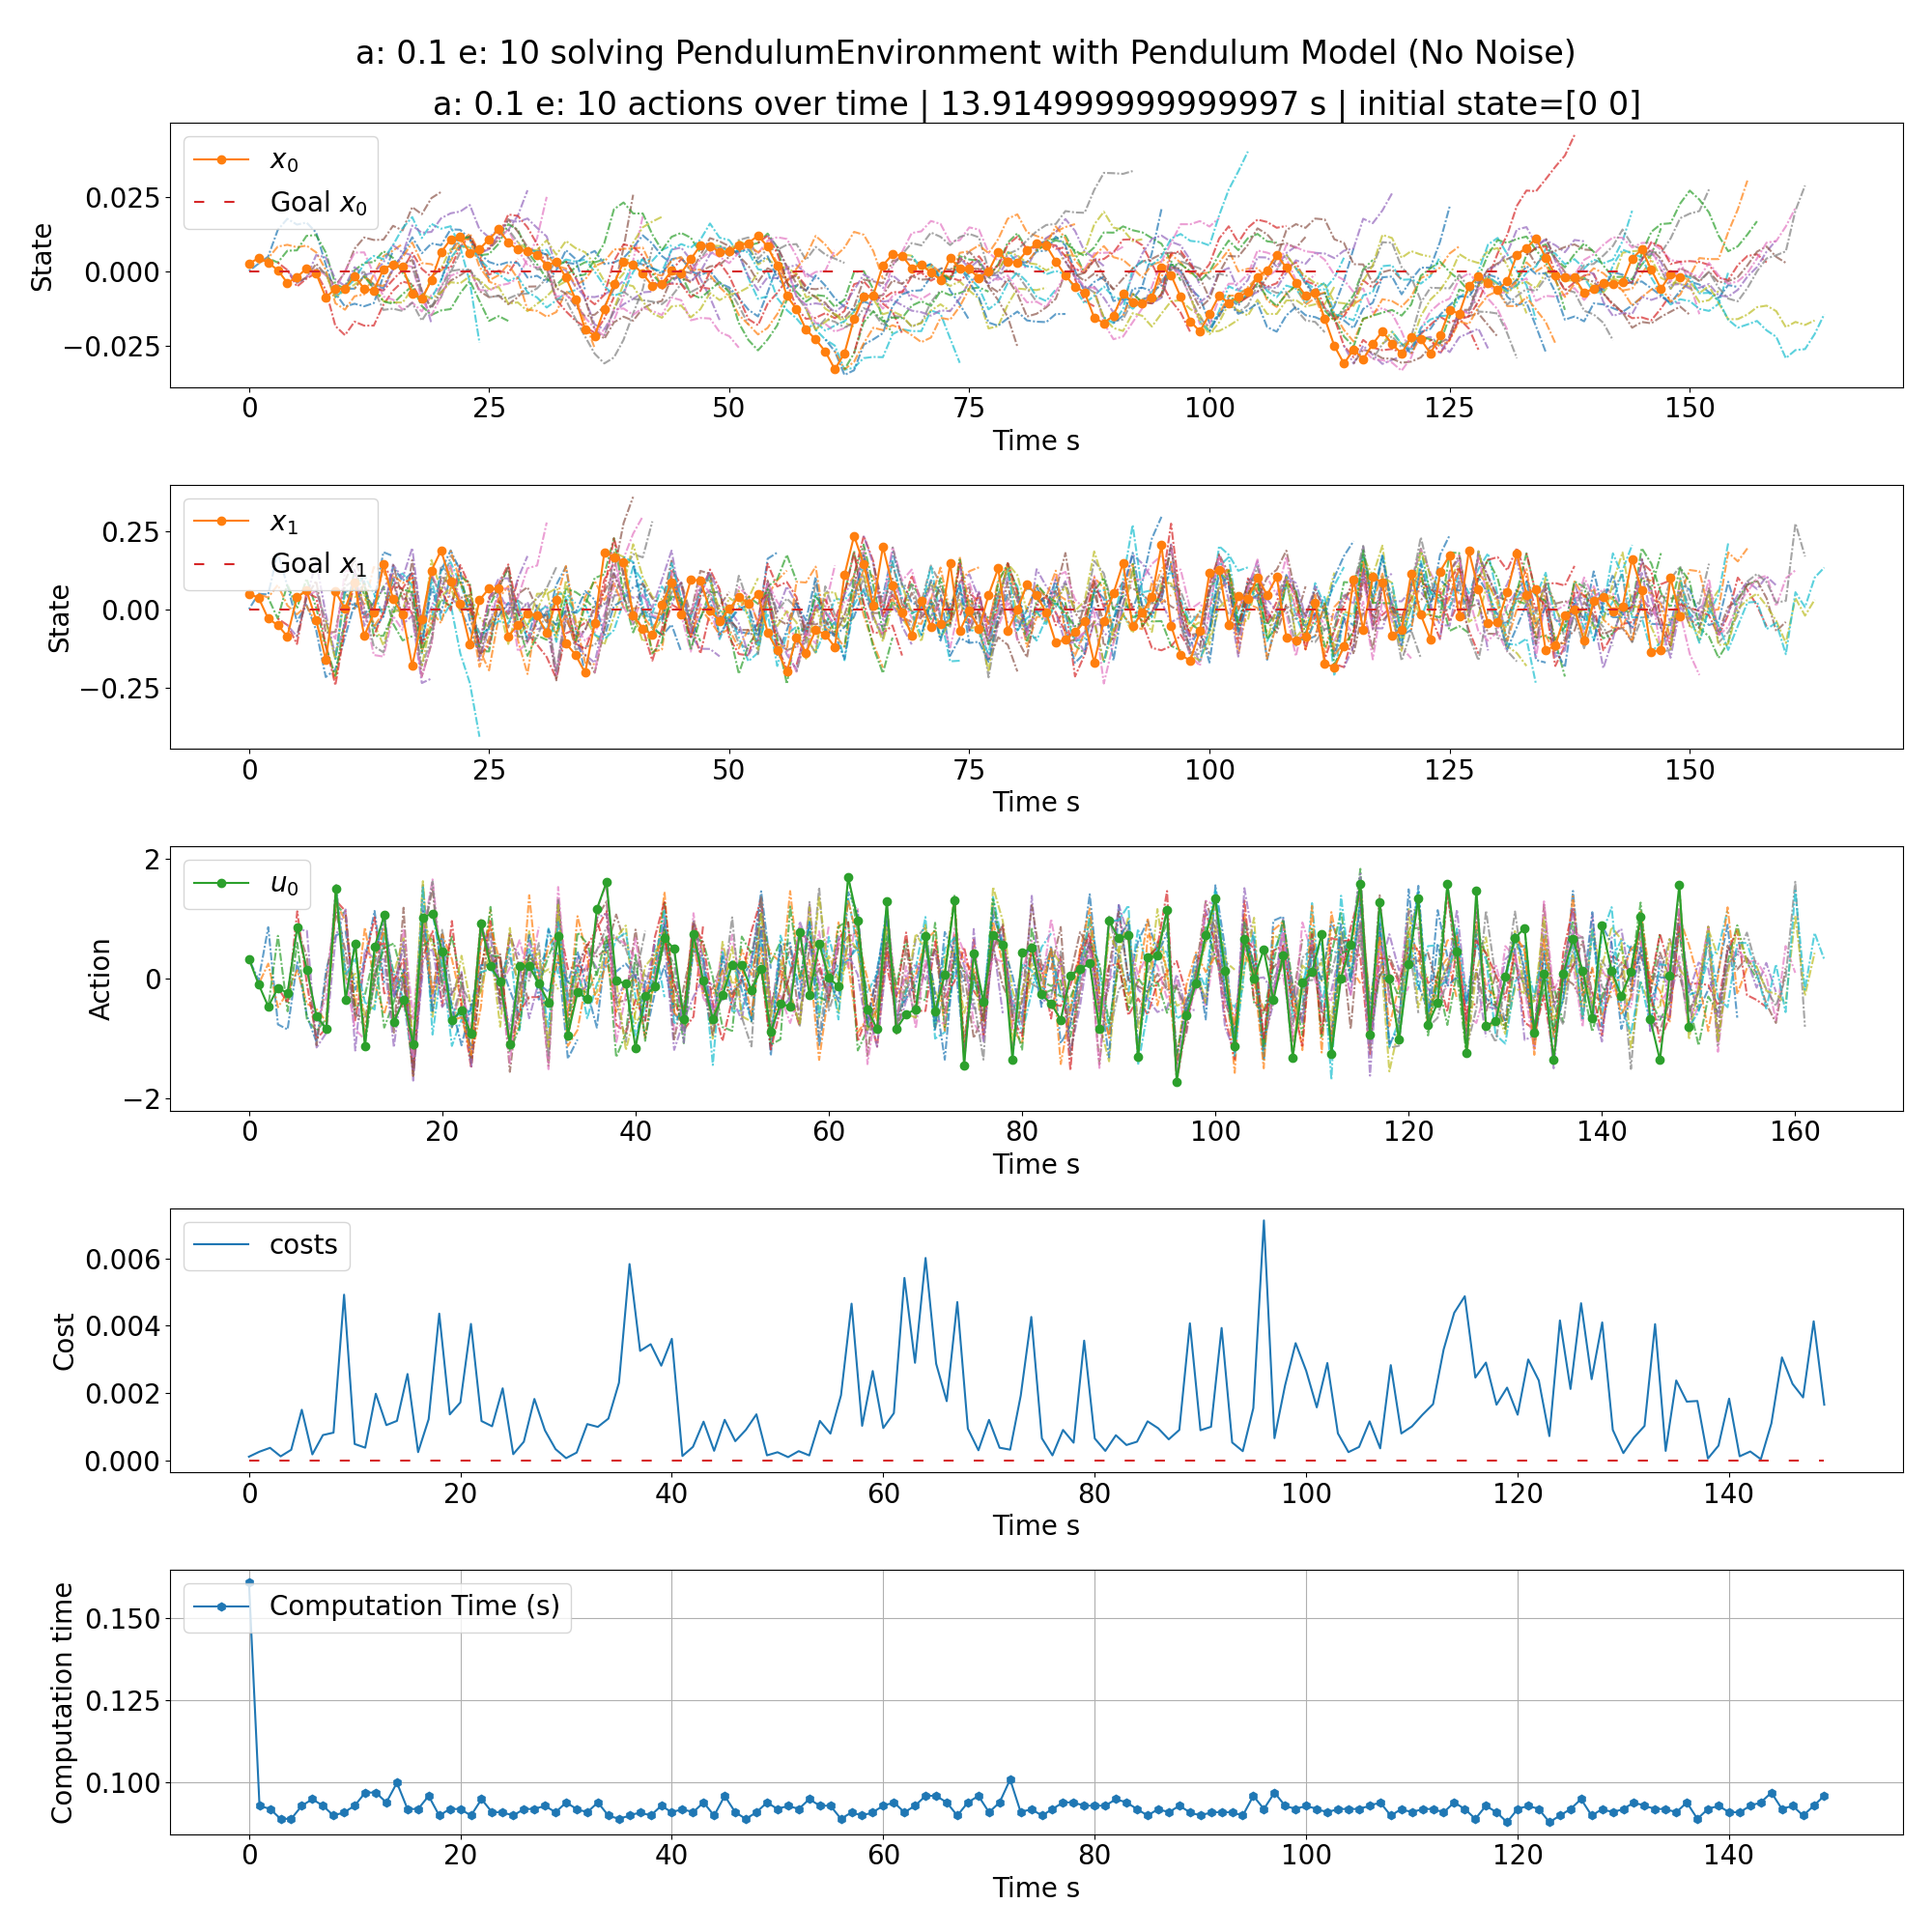 a: 0.1 e: 10 solving PendulumEnvironment with Pendulum Model (No Noise)
a: 0.1 e: 10 actions over time | 13.914999999999997 s | initial state=[0 0]
x₀
Goal x₀
State
0.025
0.000
−0.025
0 25 50 75 100 125 150
Time s
x₁
Goal x₁
State
0.25
0.00
−0.25
0 25 50 75 100 125 150
Time s
u₀
Action
2
0
−2
0 20 40 60 80 100 120 140 160
Time s
costs
Cost
0.006
0.004
0.002
0.000
0 20 40 60 80 100 120 140
Time s
Computation Time (s)
Computation time
0.150
0.125
0.100
0 20 40 60 80 100 120 140
Time s